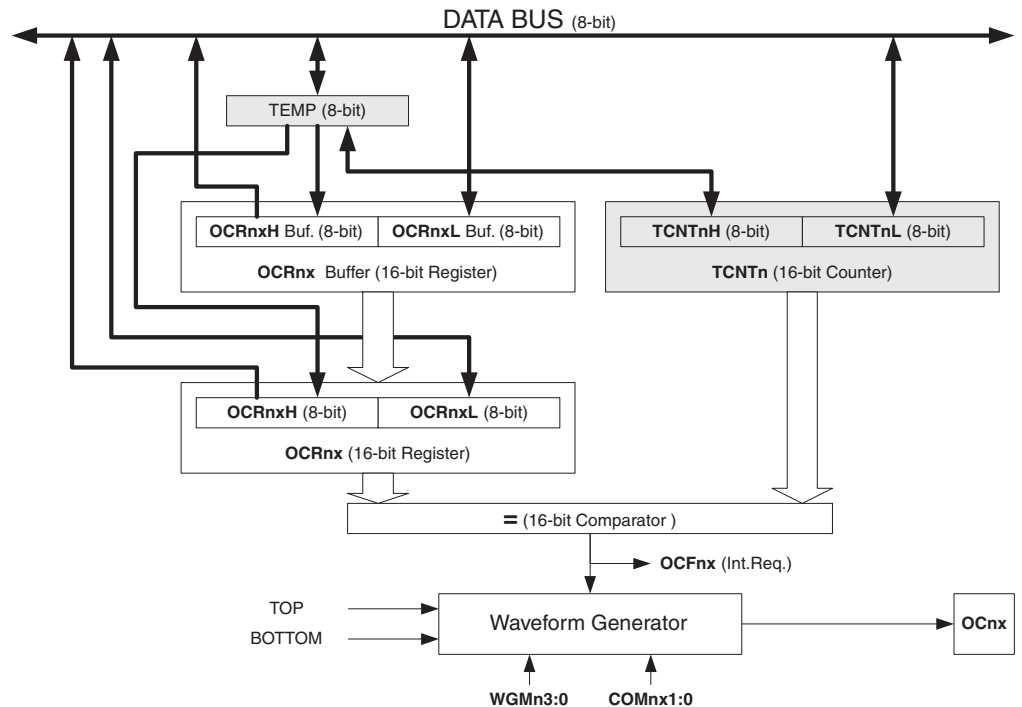 DATA BUS (8-bit)
TEMP (8-bit)
OCRnxH Buf. (8-bit) OCRnxL Buf. (8-bit)
OCRnx Buffer (16-bit Register)
TCNTnH (8-bit) TCNTnL (8-bit)
TCNTn (16-bit Counter)
OCRnxH (8-bit) OCRnxL (8-bit)
OCRnx (16-bit Register)
= (16-bit Comparator )
OCFnx (Int.Req.)
TOP
BOTTOM
Waveform Generator
OCnx
WGMn3:0 COMnx1:0